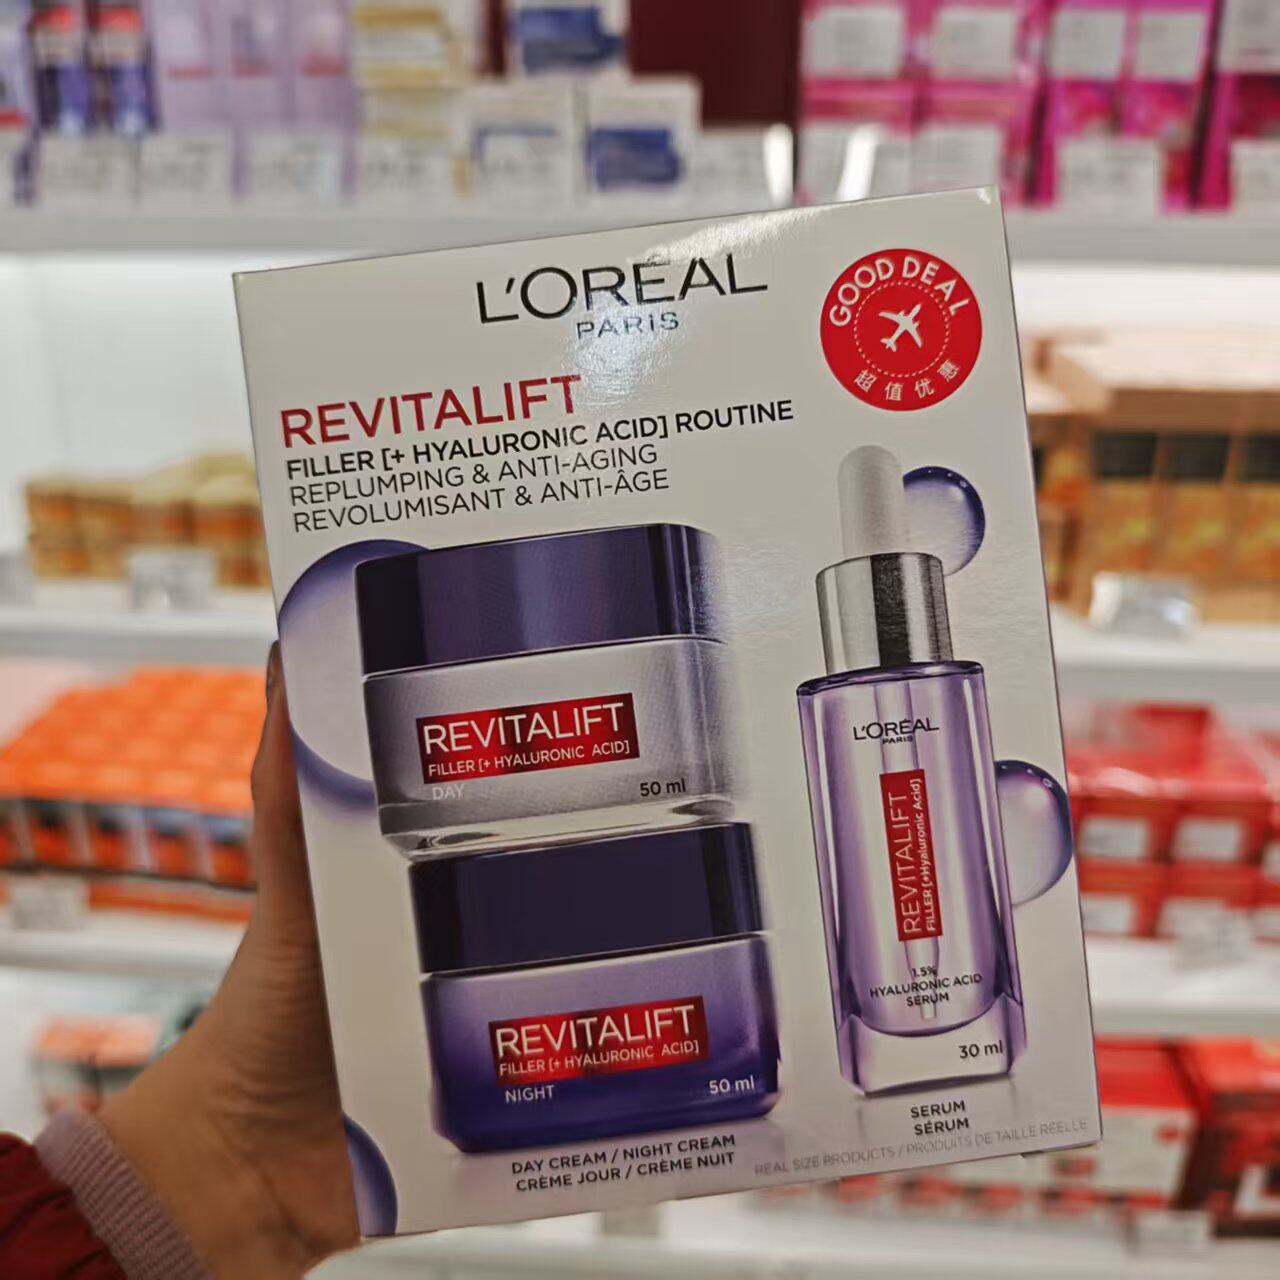 L'ORÉAL
PARIS
GOOD DEAL
超值优惠
REVITALIFT
FILLER [+ HYALURONIC ACID] ROUTINE
REPLUMPING & ANTI-AGING
REVOLUMISANT & ANTI-ÂGE
REVITALIFT
FILLER [+ HYALURONIC ACID]
DAY
50 ml
REVITALIFT
FILLER [+ HYALURONIC ACID]
NIGHT
50 ml
DAY CREAM / NIGHT CREAM
CRÈME JOUR / CRÈME NUIT
L'ORÉAL
PARIS
REVITALIFT
FILLER [+Hyaluronic Acid]
1.5%
HYALURONIC ACID
SERUM
30 ml
SERUM
SÉRUM
REAL SIZE PRODUCTS / PRODUITS DE TAILLE RÉELLE